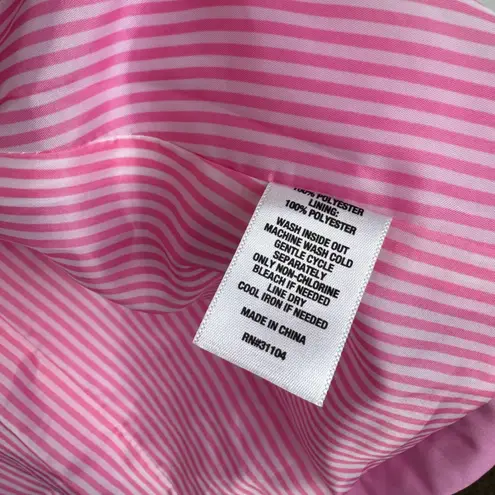 100% POLYESTER
LINING:
100% POLYESTER
WASH INSIDE OUT
MACHINE WASH COLD
GENTLE CYCLE
SEPARATELY
ONLY NON-CHLORINE
BLEACH IF NEEDED
LINE DRY
COOL IRON IF NEEDED
MADE IN CHINA
RN#31104